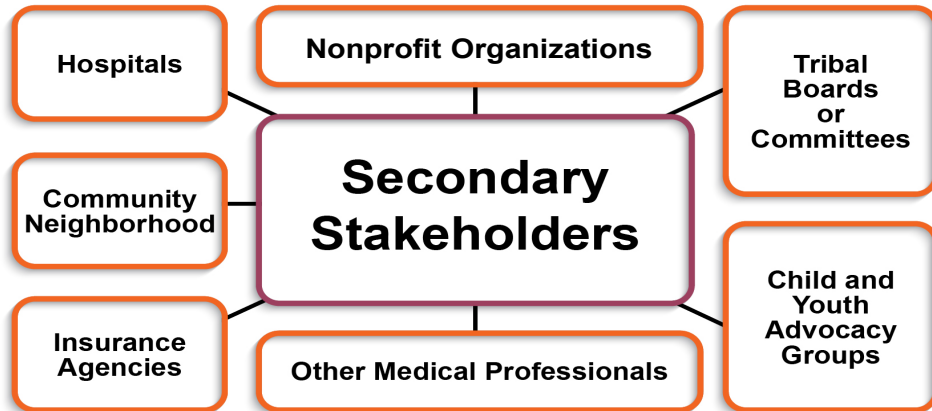 Hospitals
Nonprofit Organizations
Tribal
Boards
or
Committees
Secondary
Stakeholders
Community
Neighborhood
Insurance
Agencies
Other Medical Professionals
Child and
Youth
Advocacy
Groups